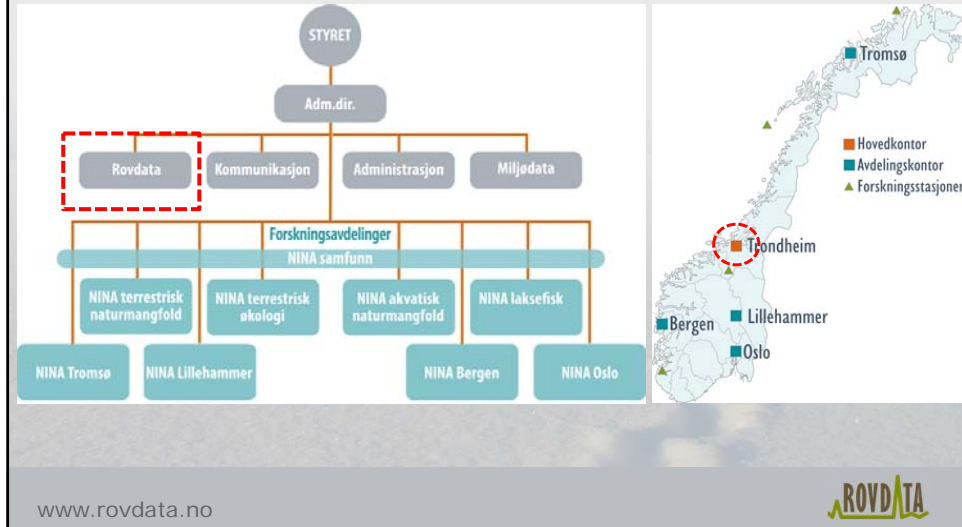 STYRET
Adm.dir.
Rovdata
Kommunikasjon
Administrasjon
Miljødata
Forskningsavdelinger
NINA samfunn
NINA terrestrisk
naturmangfold
NINA terrestrisk
økologi
NINA akvatisk
naturmangfold
NINA laksefisk
NINA Tromsø
NINA Lillehammer
NINA Bergen
NINA Oslo
Tromsø
Hovedkontor
Avdelingskontor
Forskningsstasjoner
Trondheim
Lillehammer
Bergen
Oslo
www.rovdata.no
ROVDATA